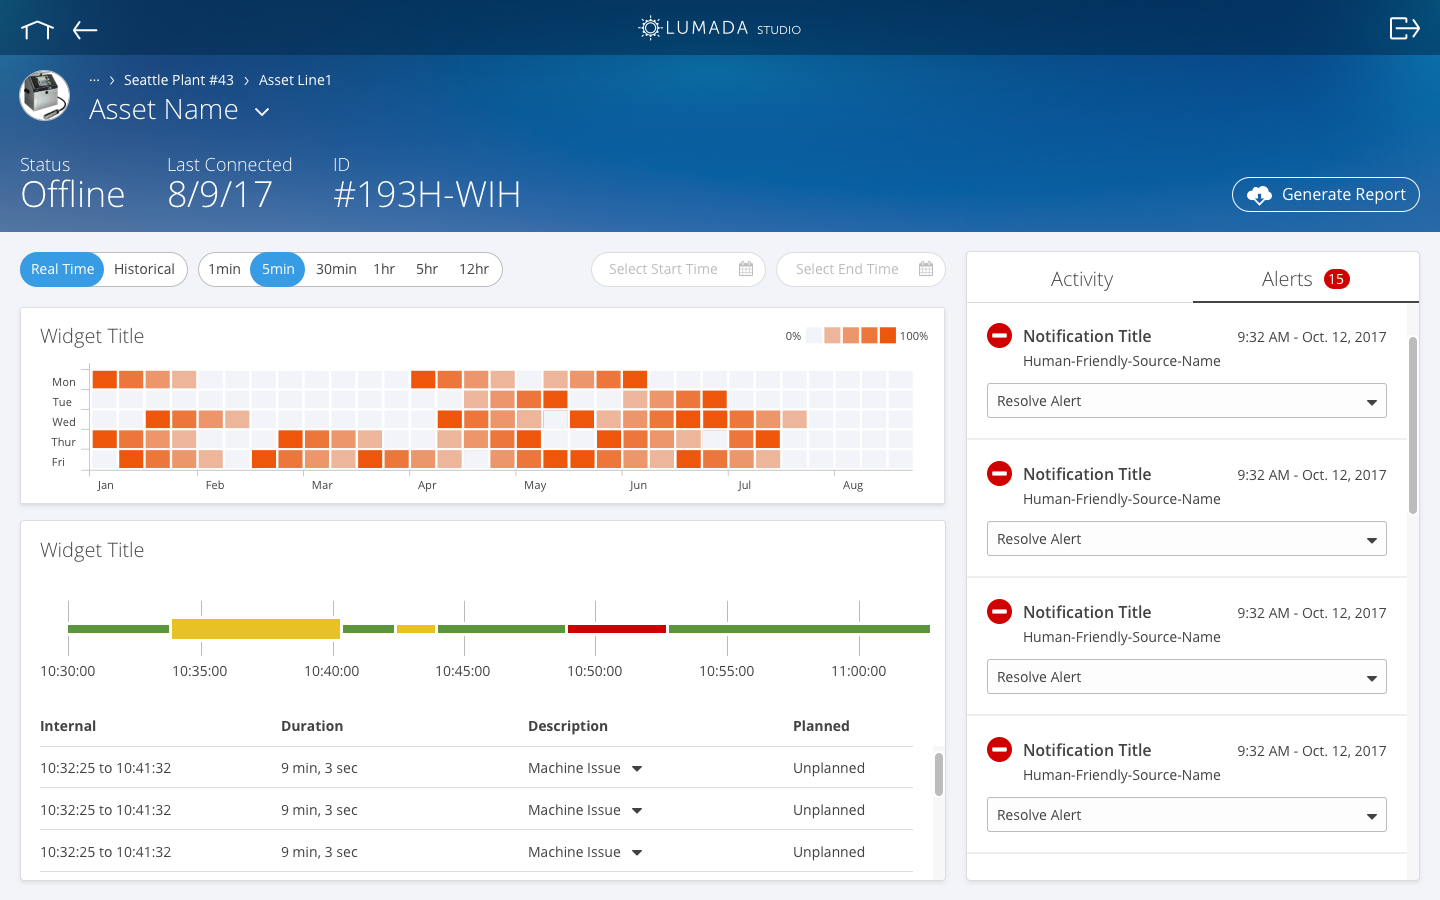 LUMADA STUDIO
... > Seattle Plant #43 > Asset Line1
Asset Name
Status Last Connected ID
Offline 8/9/17 #193H-WIH
Generate Report
Real Time Historical 1min 5min 30min 1hr 5hr 12hr Select Start Time Select End Time
Widget Title
0% 100%
Mon
Tue
Wed
Thur
Fri
Jan Feb Mar Apr May Jun Jul Aug
Widget Title
10:30:00 10:35:00 10:40:00 10:45:00 10:50:00 10:55:00 11:00:00
Internal Duration Description Planned
10:32:25 to 10:41:32 9 min, 3 sec Machine Issue Unplanned
10:32:25 to 10:41:32 9 min, 3 sec Machine Issue Unplanned
10:32:25 to 10:41:32 9 min, 3 sec Machine Issue Unplanned
Activity Alerts 15
Notification Title 9:32 AM - Oct. 12, 2017
Human-Friendly-Source-Name
Resolve Alert
Notification Title 9:32 AM - Oct. 12, 2017
Human-Friendly-Source-Name
Resolve Alert
Notification Title 9:32 AM - Oct. 12, 2017
Human-Friendly-Source-Name
Resolve Alert
Notification Title 9:32 AM - Oct. 12, 2017
Human-Friendly-Source-Name
Resolve Alert